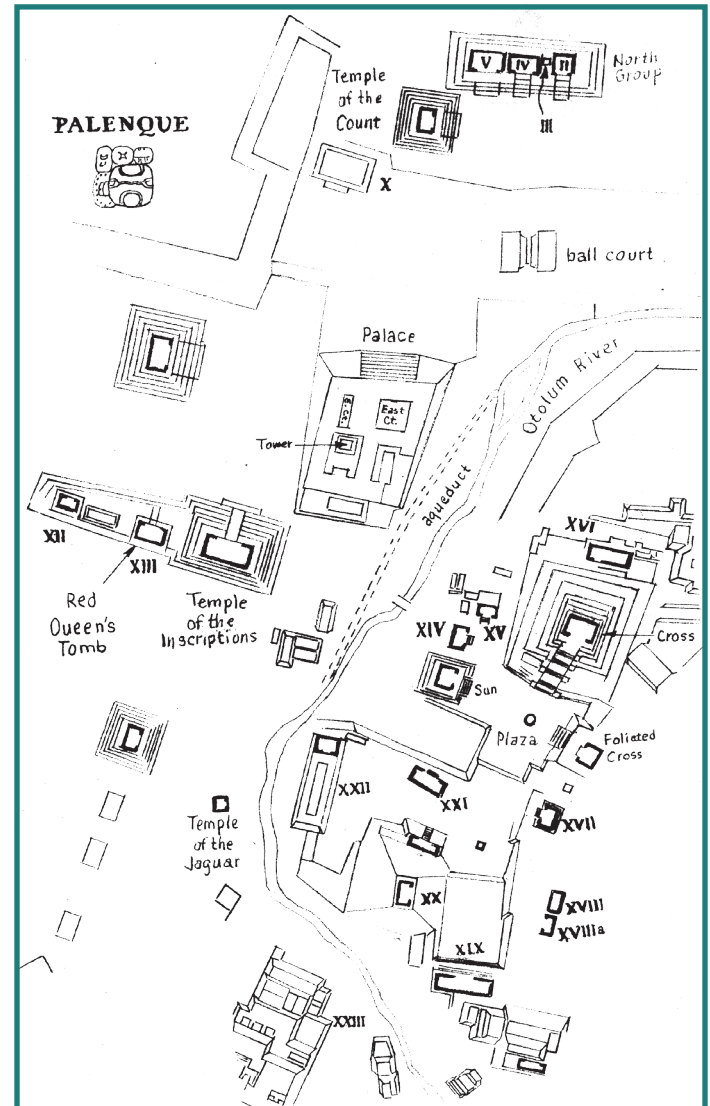 PALENQUE
Temple
of the
Count
V
IV
II
III
North
Group
X
ball court
Palace
E. Ct.
East
Ct.
Tower
Otolum River
aqueduct
XII
XIII
Red
Queen's
Tomb
Temple
of the
Inscriptions
XVI
XIV
XV
Cross
Sun
Plaza
Foliated
Cross
XXII
XXI
XVII
Temple
of the
Jaguar
XX
XVIII
XVIIIa
XIX
XXIII